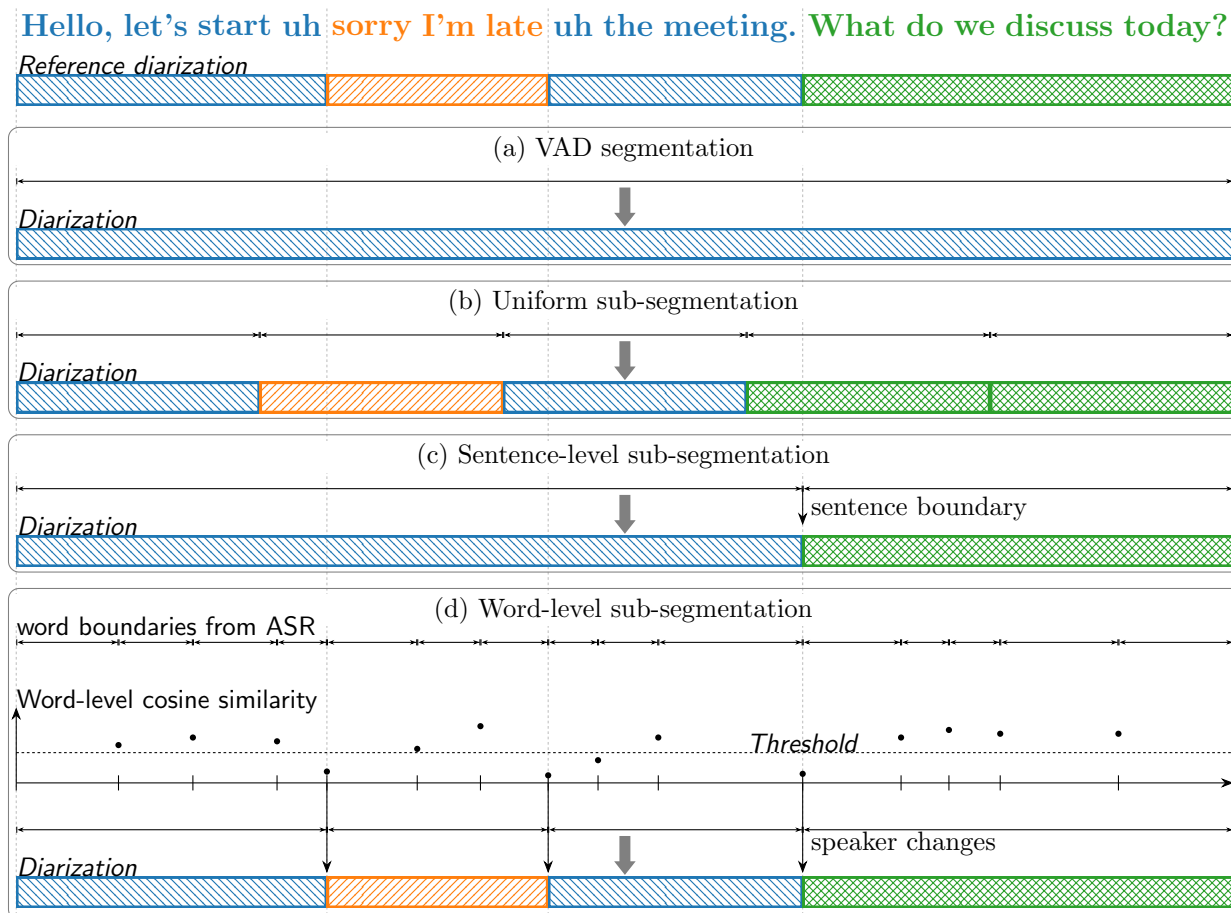 Hello, let's start uh sorry I'm late uh the meeting. What do we discuss today?
Reference diarization
(a) VAD segmentation
Diarization
(b) Uniform sub-segmentation
Diarization
(c) Sentence-level sub-segmentation
sentence boundary
Diarization
(d) Word-level sub-segmentation
word boundaries from ASR
Word-level cosine similarity
Threshold
speaker changes
Diarization